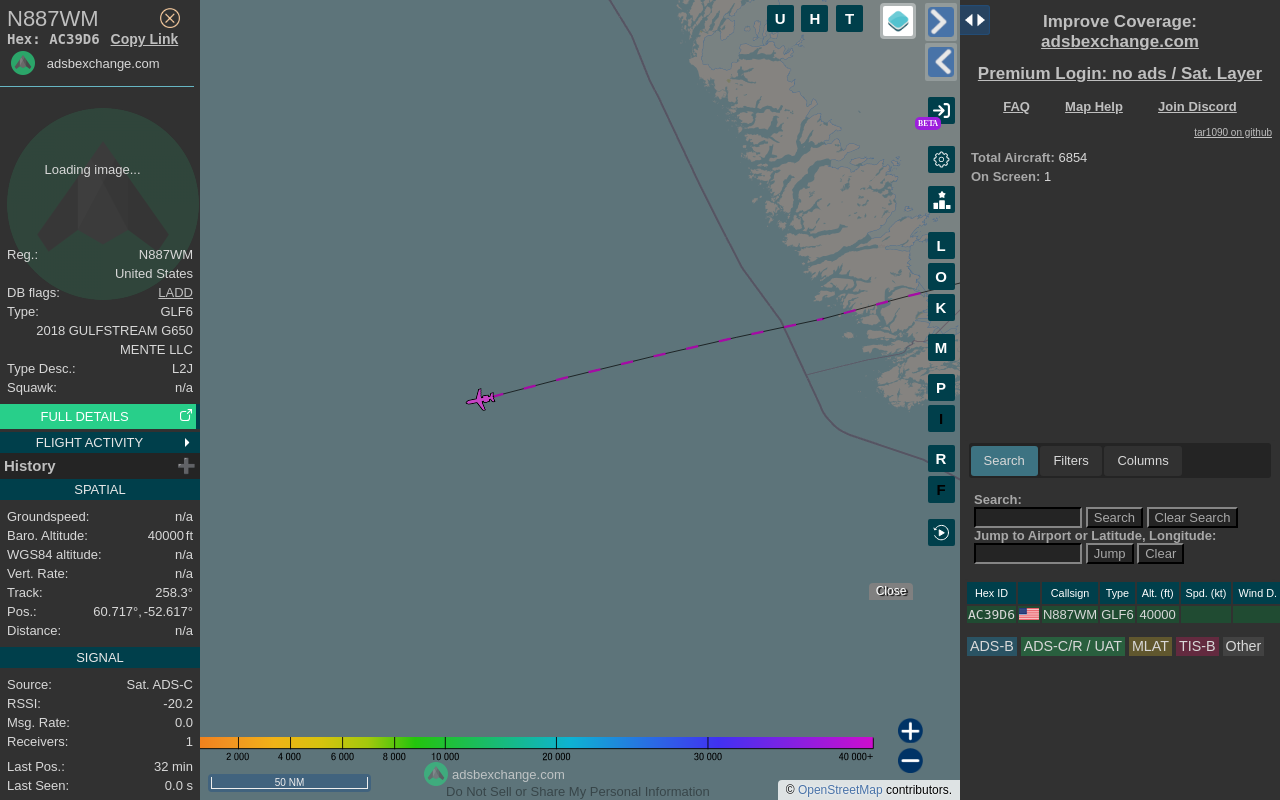 N887WM
Hex: AC39D6 Copy Link
adsbexchange.com
Loading image...
Reg.: N887WM
United States
DB flags: LADD
Type: GLF6
2018 GULFSTREAM G650
MENTE LLC
Type Desc.: L2J
Squawk: n/a
FULL DETAILS
FLIGHT ACTIVITY
History
SPATIAL
Groundspeed: n/a
Baro. Altitude: 40000 ft
WGS84 altitude: n/a
Vert. Rate: n/a
Track: 258.3°
Pos.: 60.717°, -52.617°
Distance: n/a
SIGNAL
Source: Sat. ADS-C
RSSI: -20.2
Msg. Rate: 0.0
Receivers: 1
Last Pos.: 32 min
Last Seen: 0.0 s
U H T
BETA
L
O
K
M
P
I
R
F
Close
2 000 4 000 6 000 8 000 10 000 20 000 30 000 40 000+
50 NM
adsbexchange.com
Do Not Sell or Share My Personal Information
© OpenStreetMap contributors.
Improve Coverage:
adsbexchange.com
Premium Login: no ads / Sat. Layer
FAQ Map Help Join Discord
tar1090 on github
Total Aircraft: 6854
On Screen: 1
Search Filters Columns
Search:
Search Clear Search
Jump to Airport or Latitude, Longitude:
Jump Clear
Hex ID Callsign Type Alt. (ft) Spd. (kt) Wind D.
AC39D6 N887WM GLF6 40000
ADS-B ADS-C/R / UAT MLAT TIS-B Other